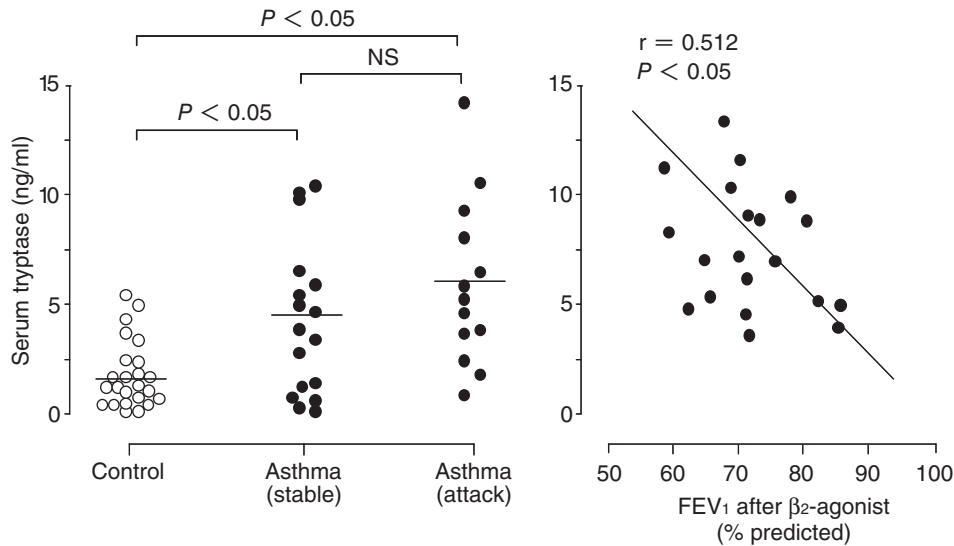 P < 0.05
NS
P < 0.05
Serum tryptase (ng/ml)
15
10
5
0
Control
Asthma
(stable)
Asthma
(attack)
r = 0.512
P < 0.05
15
10
5
0
50 60 70 80 90 100
FEV₁ after β₂-agonist
(% predicted)